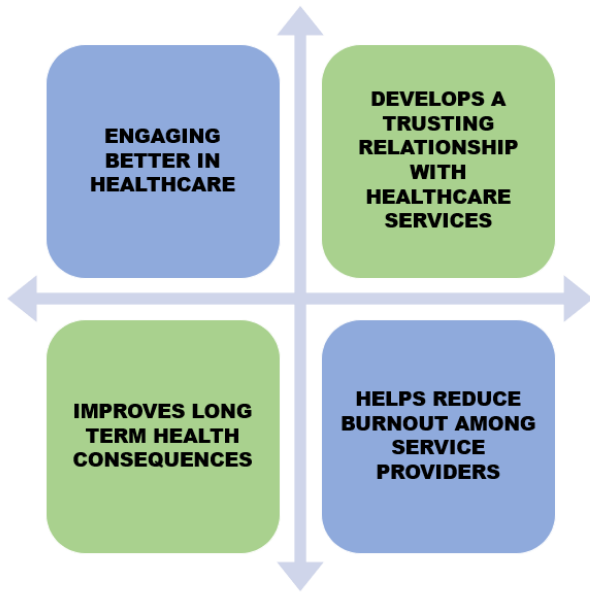 ENGAGING
BETTER IN
HEALTHCARE
DEVELOPS A
TRUSTING
RELATIONSHIP
WITH
HEALTHCARE
SERVICES
IMPROVES LONG
TERM HEALTH
CONSEQUENCES
HELPS REDUCE
BURNOUT AMONG
SERVICE
PROVIDERS